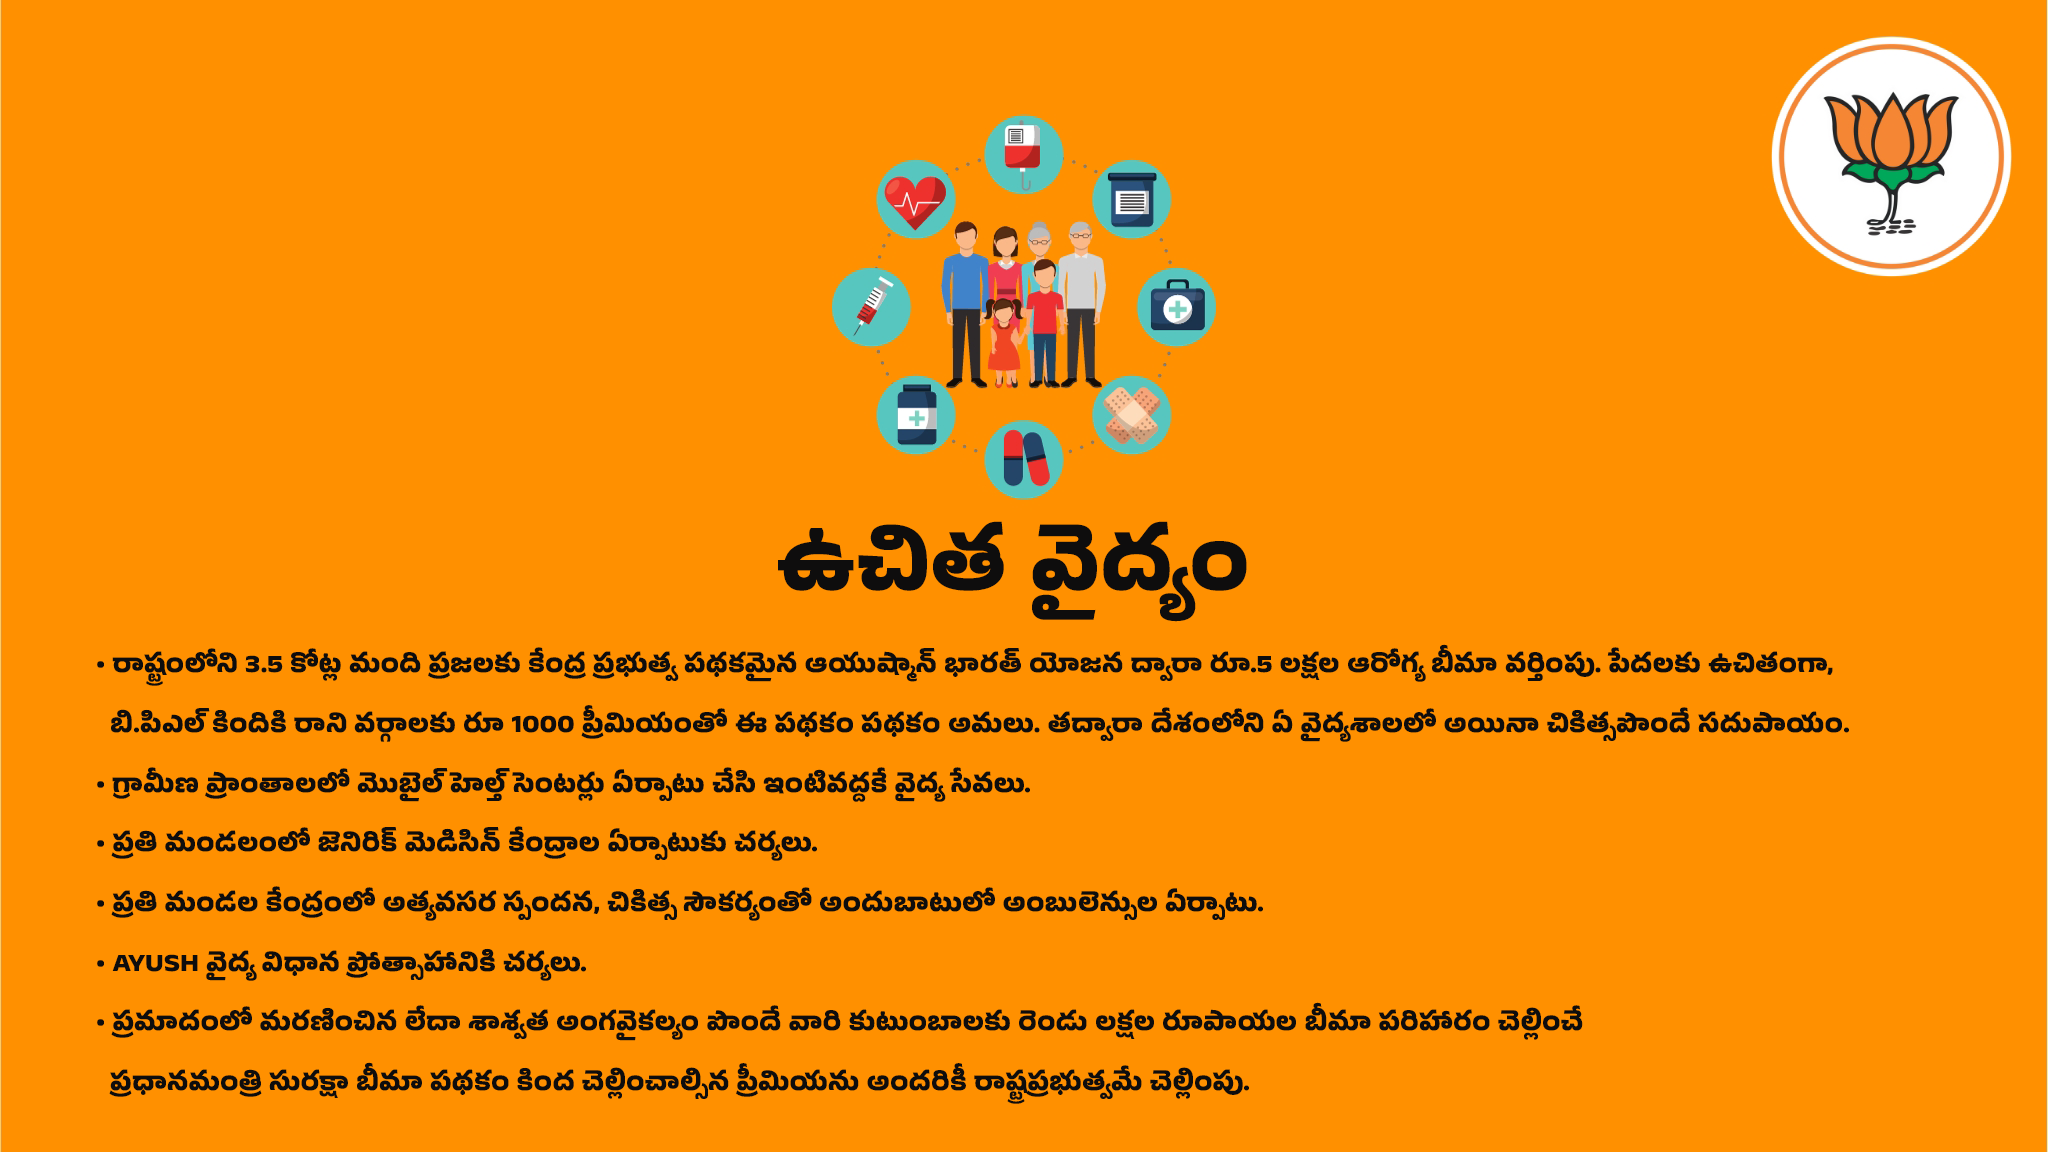 ఉచిత వైద్యం
• రాష్ట్రంలోని 3.5 కోట్ల మంది ప్రజలకు కేంద్ర ప్రభుత్వ పథకమైన ఆయుష్మాన్ భారత్ యోజన ద్వారా రూ.5 లక్షల ఆరోగ్య బీమా వర్తింపు. పేదలకు ఉచితంగా,
బి.పిఎల్ కిందికి రాని వర్గాలకు రూ 1000 ప్రీమియంతో ఈ పథకం పథకం అమలు. తద్వారా దేశంలోని ఏ వైద్యశాలలో అయినా చికిత్సపొందే సదుపాయం.
• గ్రామీణ ప్రాంతాలలో మొబైల్ హెల్త్ సెంటర్లు ఏర్పాటు చేసి ఇంటివద్దకే వైద్య సేవలు.
• ప్రతి మండలంలో జెనిరిక్ మెడిసిన్ కేంద్రాల ఏర్పాటుకు చర్యలు.
• ప్రతి మండల కేంద్రంలో అత్యవసర స్పందన, చికిత్స సౌకర్యంతో అందుబాటులో అంబులెన్సుల ఏర్పాటు.
• AYUSH వైద్య విధాన ప్రోత్సాహానికి చర్యలు.
• ప్రమాదంలో మరణించిన లేదా శాశ్వత అంగవైకల్యం పొందే వారి కుటుంబాలకు రెండు లక్షల రూపాయల బీమా పరిహారం చెల్లించే
ప్రధానమంత్రి సురక్షా బీమా పథకం కింద చెల్లించాల్సిన ప్రీమియను అందరికీ రాష్ట్రప్రభుత్వమే చెల్లింపు.